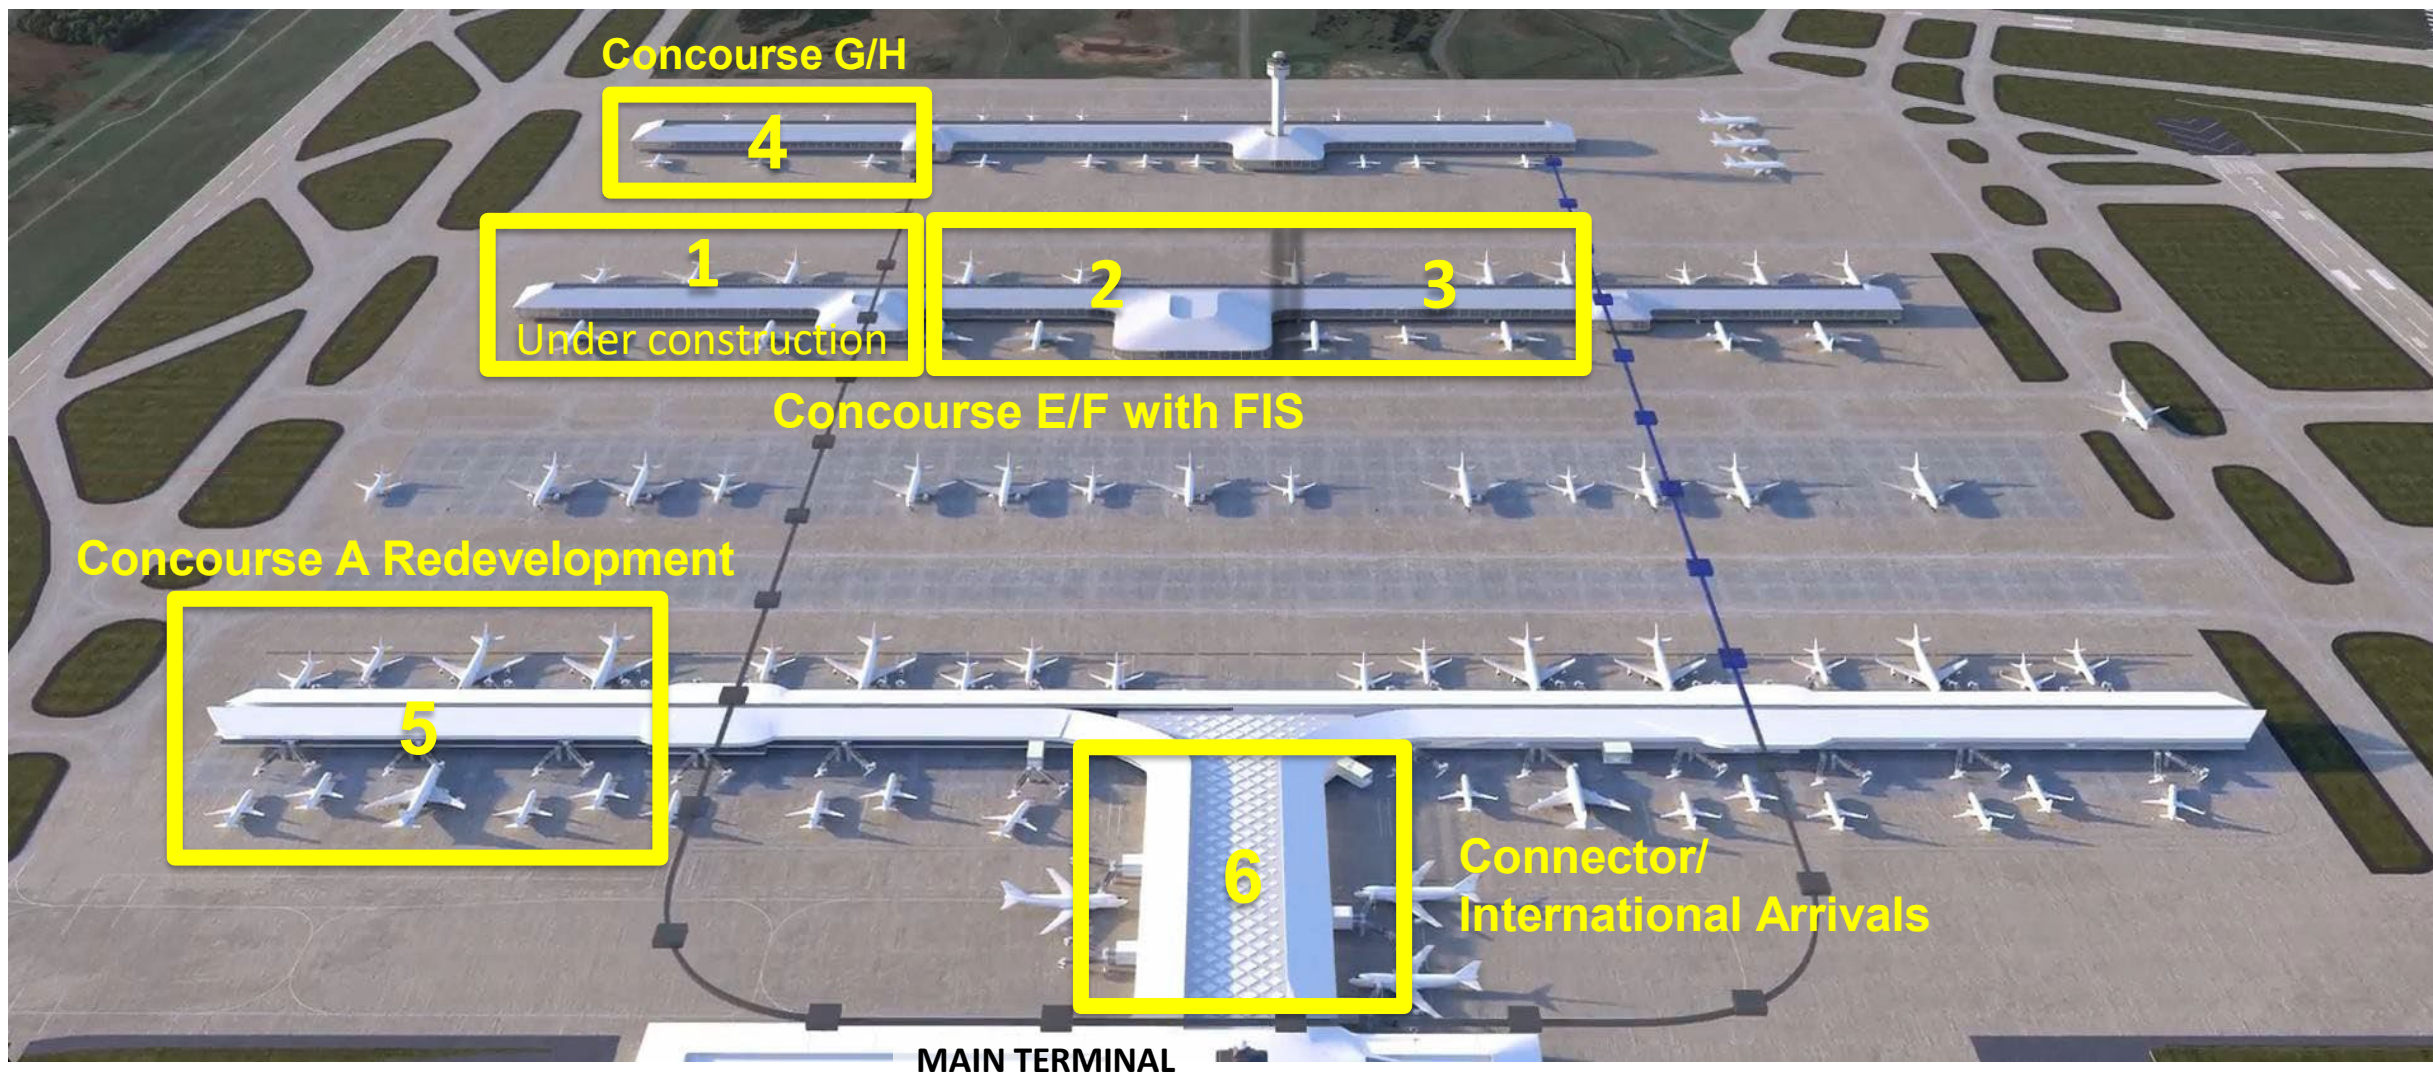 Concourse G/H
4
1
2
3
Under construction
Concourse E/F with FIS
Concourse A Redevelopment
5
6
Connector/
International Arrivals
MAIN TERMINAL